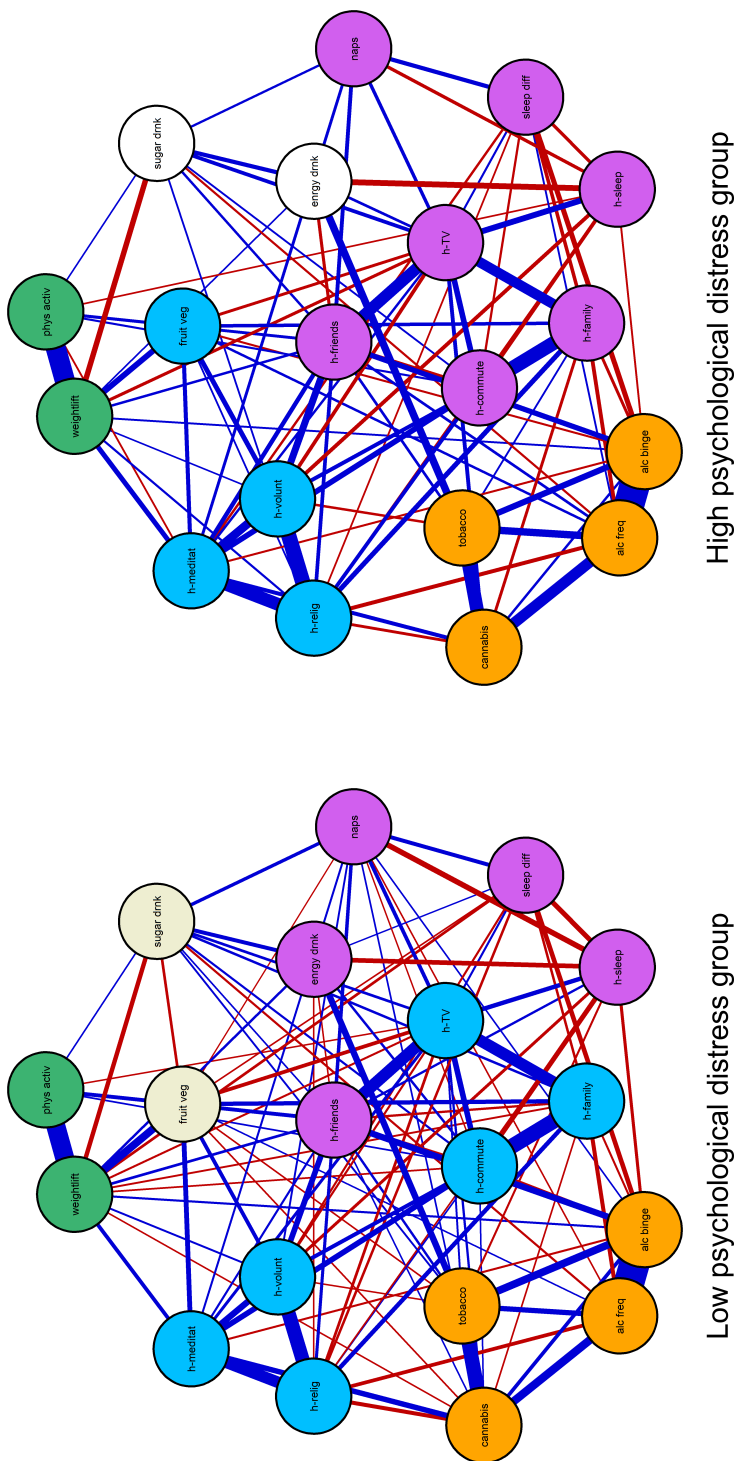 phys activ
weightlift
sugar drnk
fruit veg
h-meditat
h-volunt
h-relig
enrgy drnk
h-friends
naps
h-TV
tobacco
h-commute
cannabis
sleep diff
h-family
h-sleep
alc freq
alc binge
Low psychological distress group
phys activ
weightlift
sugar drnk
fruit veg
h-meditat
h-volunt
h-relig
enrgy drnk
h-friends
naps
h-TV
tobacco
h-commute
cannabis
sleep diff
h-family
h-sleep
alc freq
alc binge
High psychological distress group